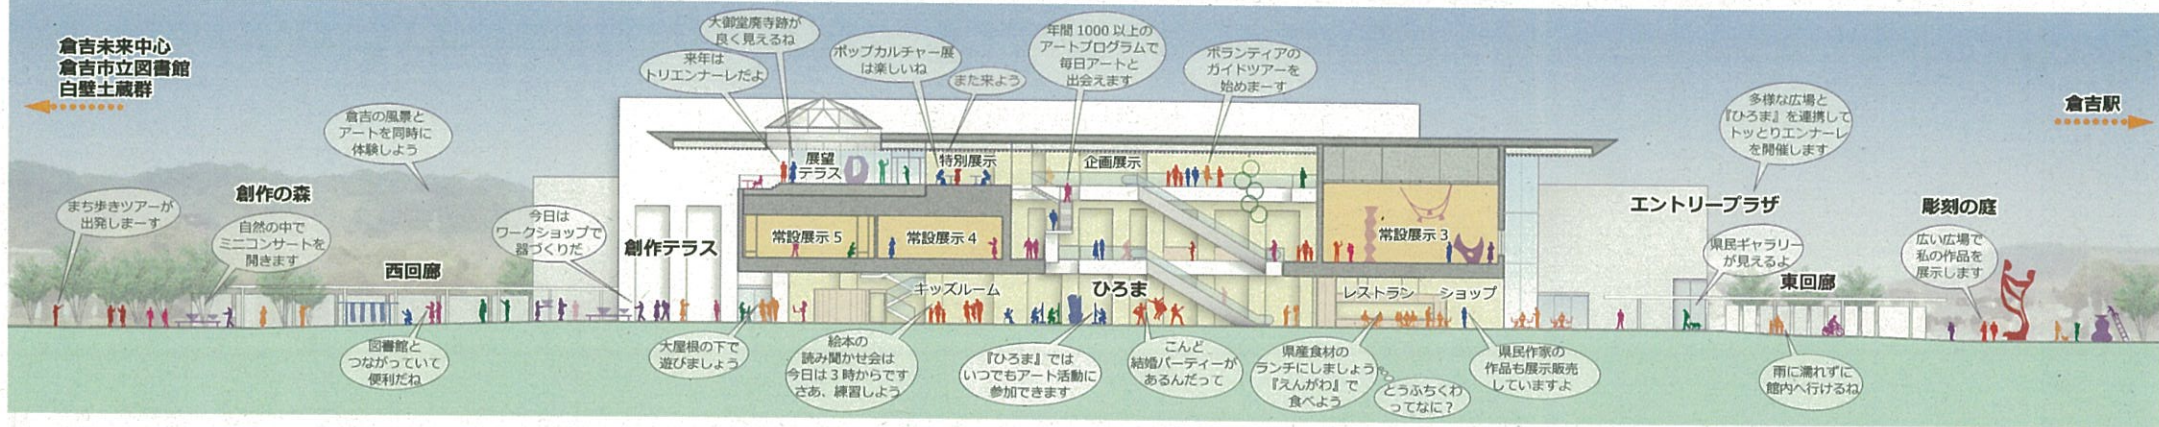 倉吉未来中心
倉吉市立図書館
白壁土蔵群
倉吉駅
大御堂廃寺跡が
良く見えるね
来年は
トリエンナーレだよ
ポップカルチャー展
は楽しいね
また来よう
年間1000以上の
アートプログラムで
毎日アートと
出会えます
ボランティアの
ガイドツアーを
始めまーす
多様な広場と
『ひろま』を連携して
トッとりエンナーレ
を開催します
倉吉の風景と
アートを同時に
体験しよう
まち歩きツアーが
出発しまーす
創作の森
自然の中で
ミニコンサートを
開きます
西回廊
今日は
ワークショップで
器づくりだ
創作テラス
展望
テラス
特別展示
企画展示
常設展示5
常設展示4
常設展示3
キッズルーム
ひろま
レストラン
ショップ
エントリープラザ
県民ギャラリー
が見えるよ
東回廊
彫刻の庭
広い広場で
私の作品を
展示します
図書館と
つながっていて
便利だね
大屋根の下で
遊びましょう
絵本の
読み聞かせ会は
今日は3時からです
さあ、練習しよう
『ひろま』では
いつでもアート活動に
参加できます
こんど
結婚パーティーが
あるんだって
県産食材の
ランチにしましょう
『えんがわ』で
食べよう
とうふちくわ
ってなに？
県民作家の
作品も展示販売
していますよ
雨に濡れずに
館内へ行けるね